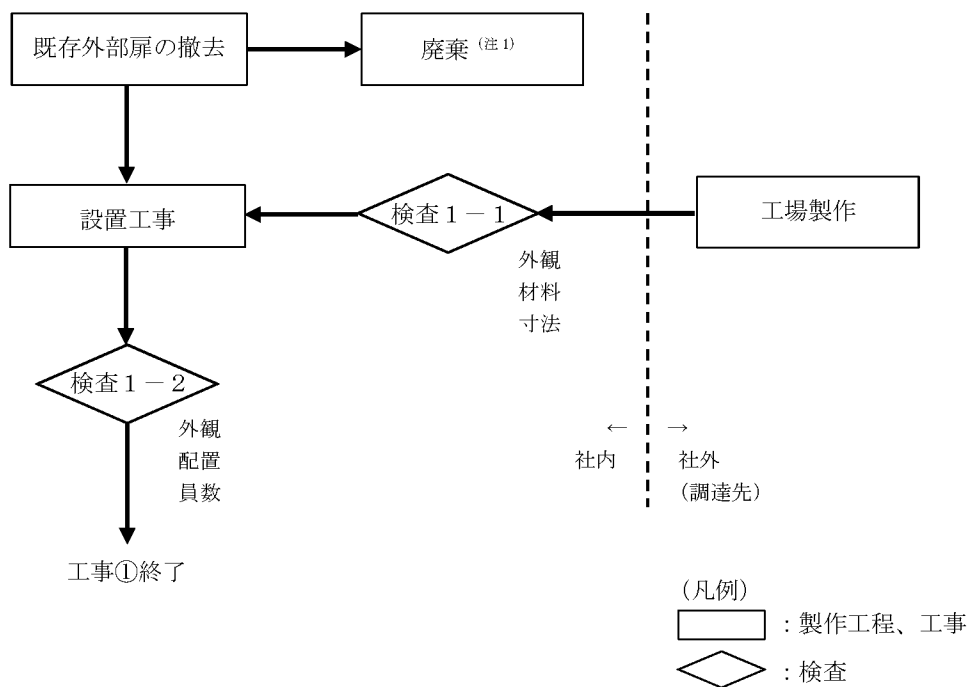 既存外部扉の撤去
廃棄（注1）
設置工事
検査１－１
工場製作
外観
材料
寸法
検査１－２
外観
配置
員数
← →
社内 社外
（調達先）
工事①終了
（凡例）
：製作工程、工事
：検査